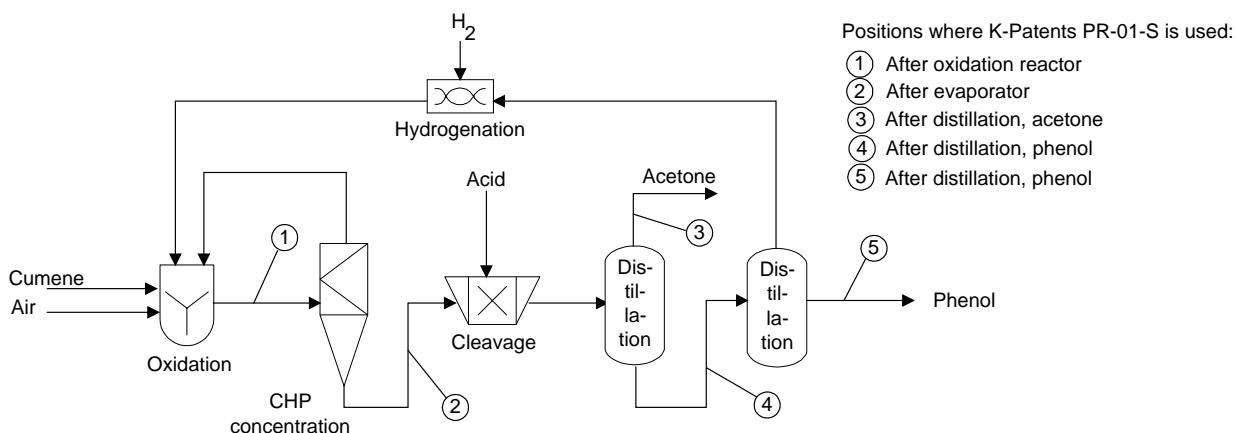 H2
Hydrogenation
Positions where K-Patents PR-01-S is used:
1 After oxidation reactor
2 After evaporator
3 After distillation, acetone
4 After distillation, phenol
5 After distillation, phenol
Acid
Acetone
1
3
5
Cumene
Air
Oxidation
CHP
concentration
2
Cleavage
Dis-
til-
la-
tion
4
Dis-
til-
la-
tion
Phenol